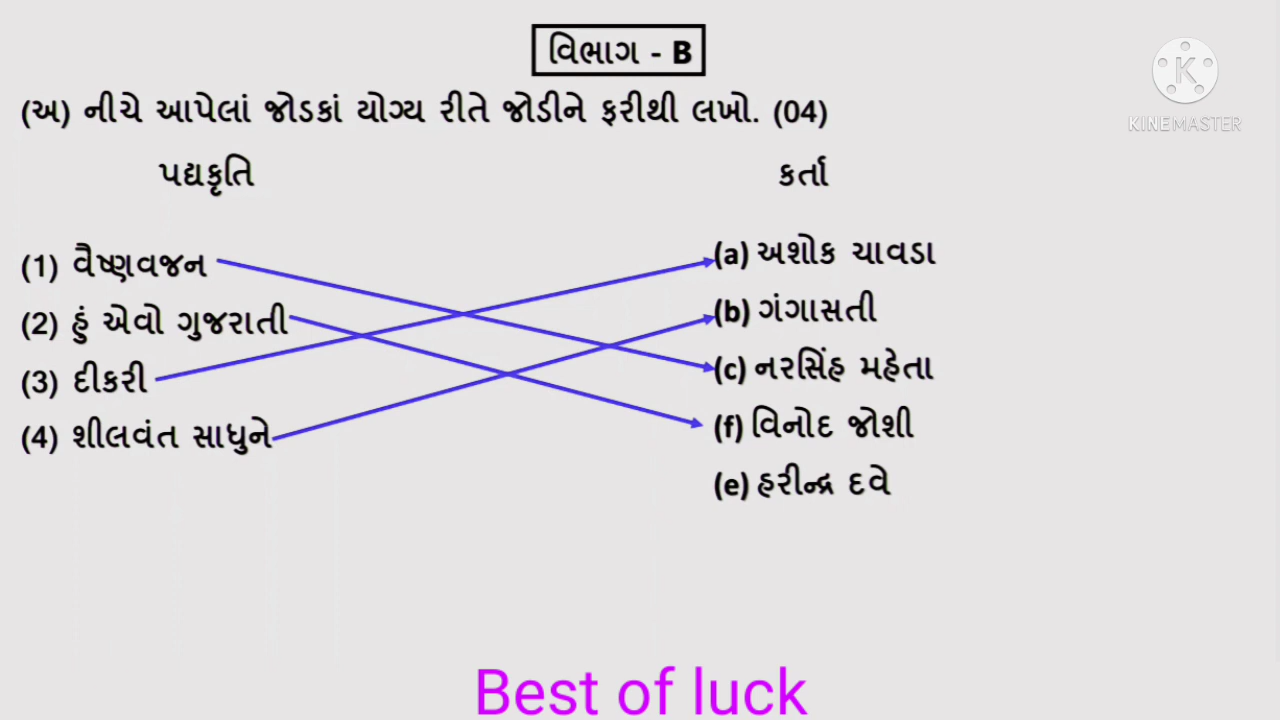 વિભાગ - B
KINEMASTER
(અ) નીચે આપેલાં જોડકાં યોગ્ય રીતે જોડીને ફરીથી લખો. (04)
પદ્યકૃતિ કર્તા
(1) વૈષ્ણવજન (a) અશોક ચાવડા
(2) હું એવો ગુજરાતી (b) ગંગાસતી
(3) દીકરી (c) નરસિંહ મહેતા
(4) શીલવંત સાધુને (f) વિનોદ જોશી
(e) હરીન્દ્ર દવે
Best of luck